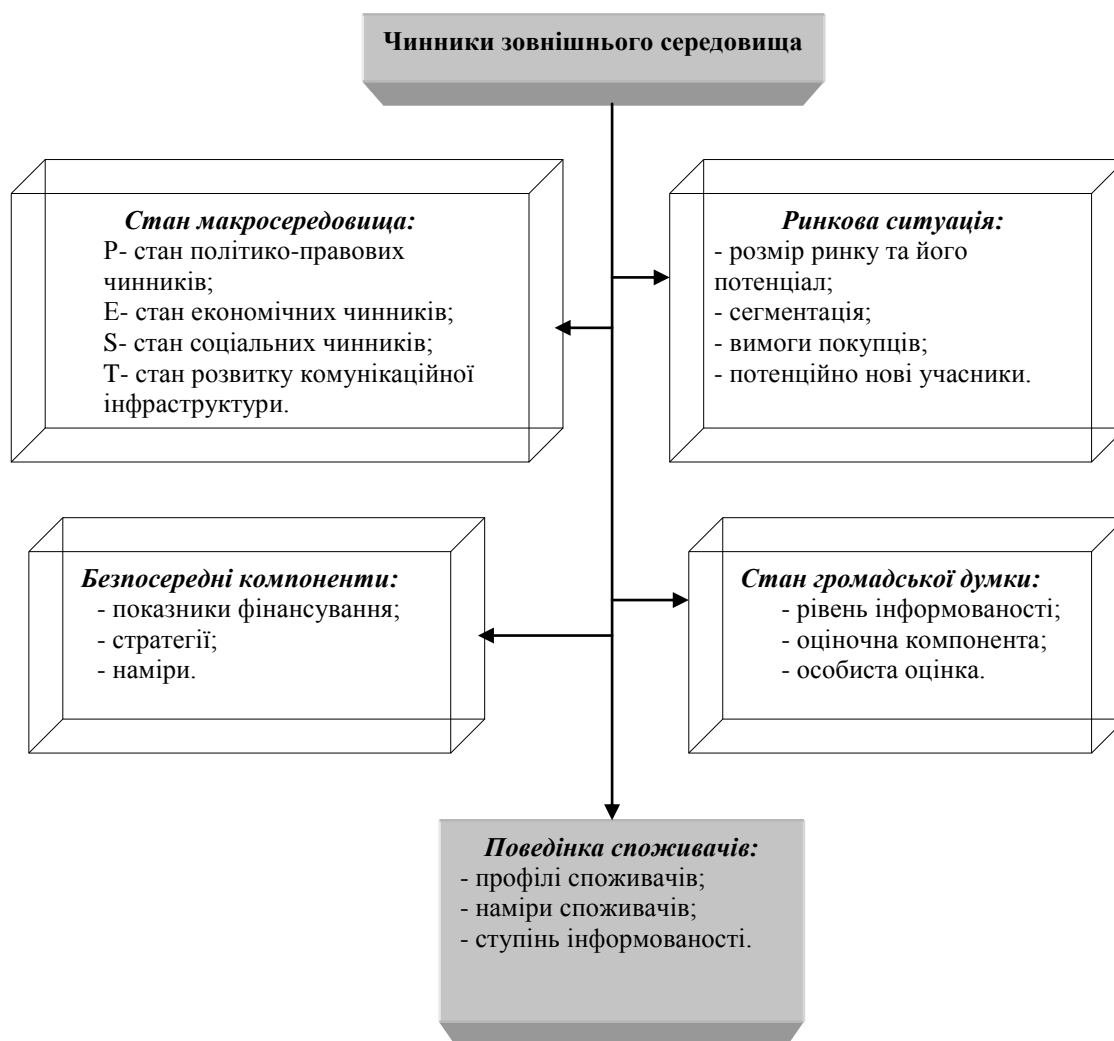 Чинники зовнішнього середовища
Стан макросередовища:
Р- стан політико-правових
чинників;
Е- стан економічних чинників;
S- стан соціальних чинників;
Т- стан розвитку комунікаційної
інфраструктури.
Ринкова ситуація:
- розмір ринку та його
потенціал;
- сегментація;
- вимоги покупців;
- потенційно нові учасники.
Безпосередні компоненти:
- показники фінансування;
- стратегії;
- наміри.
Стан громадської думки:
- рівень інформованості;
- оціночна компонента;
- особиста оцінка.
Поведінка споживачів:
- профілі споживачів;
- наміри споживачів;
- ступінь інформованості.